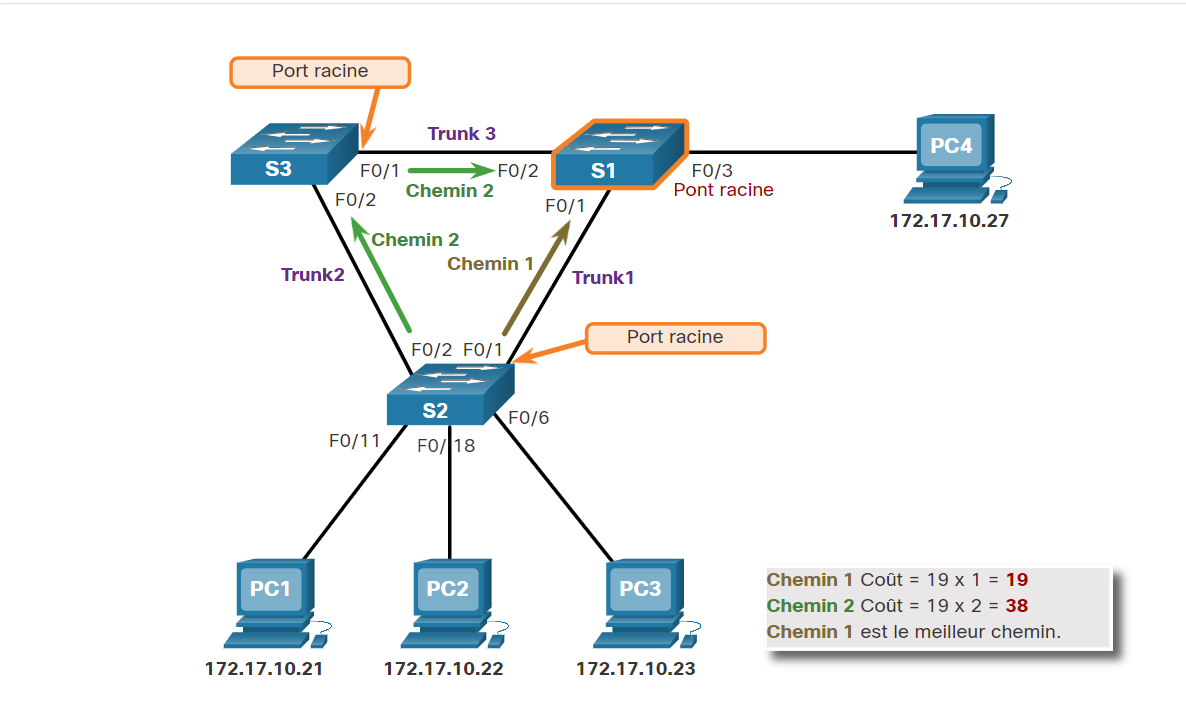 Port racine
Trunk 3
PC4
S3
F0/1
F0/2
S1
F0/3
Chemin 2
Pont racine
F0/2
F0/1
172.17.10.27
Chemin 2
Chemin 1
Trunk2
Trunk1
Port racine
F0/2
F0/1
S2
F0/6
F0/11
F0/18
PC1
PC2
PC3
Chemin 1 Coût = 19 x 1 = 19
Chemin 2 Coût = 19 x 2 = 38
Chemin 1 est le meilleur chemin.
172.17.10.21
172.17.10.22
172.17.10.23